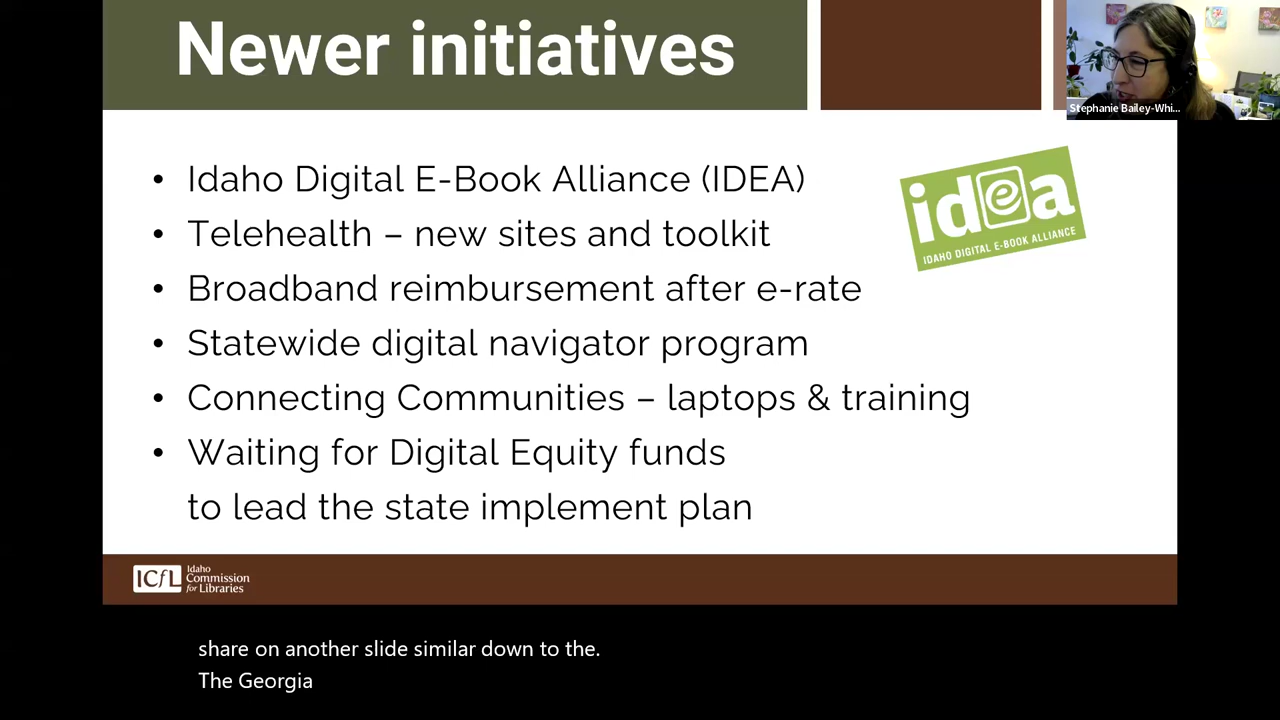 Newer initiatives
Stephanie Bailey-Whi...
• Idaho Digital E-Book Alliance (IDEA)
• Telehealth – new sites and toolkit
• Broadband reimbursement after e-rate
• Statewide digital navigator program
• Connecting Communities – laptops & training
• Waiting for Digital Equity funds
to lead the state implement plan
idea
IDAHO DIGITAL E-BOOK ALLIANCE
ICfL
Idaho
Commission
for Libraries
share on another slide similar down to the.
The Georgia